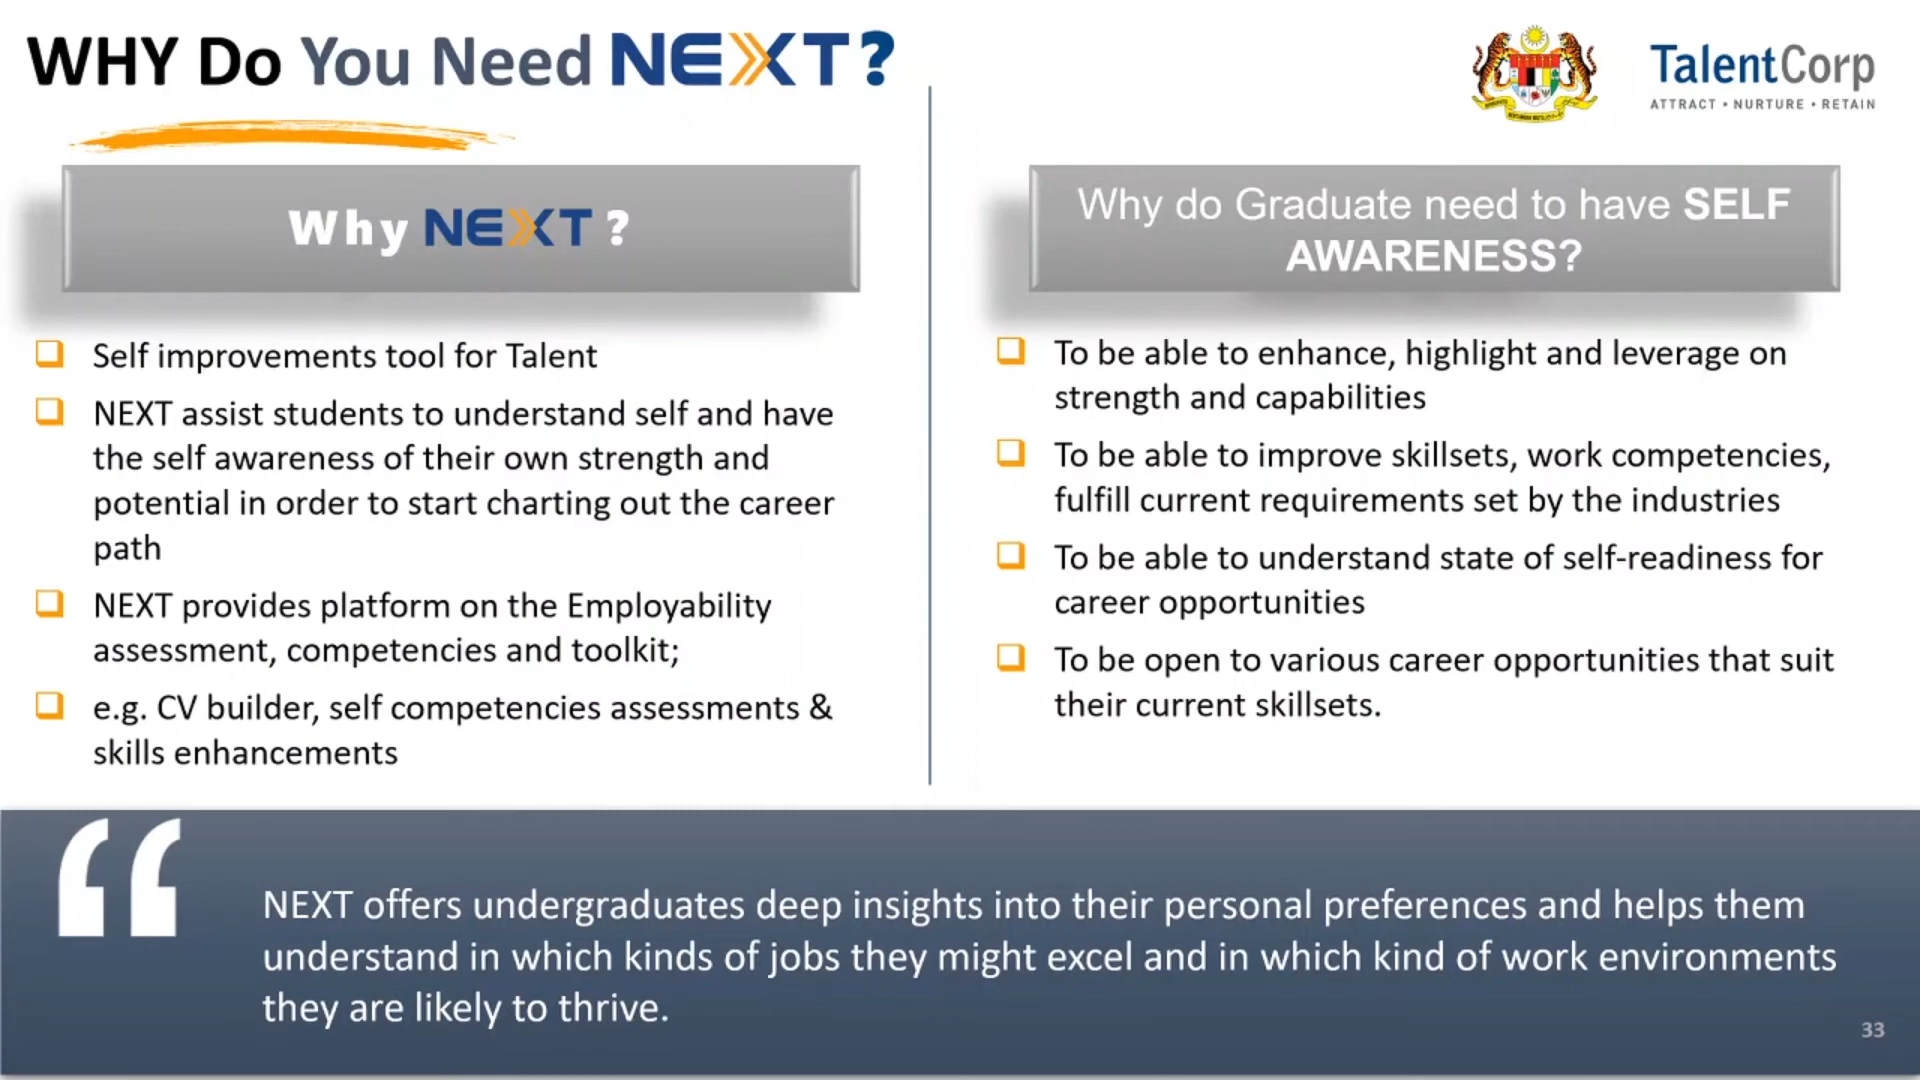 WHY Do You Need NEXT?
TalentCorp
ATTRACT • NURTURE • RETAIN
Why NEXT ?
Self improvements tool for Talent
NEXT assist students to understand self and have
the self awareness of their own strength and
potential in order to start charting out the career
path
NEXT provides platform on the Employability
assessment, competencies and toolkit;
e.g. CV builder, self competencies assessments &
skills enhancements
Why do Graduate need to have SELF
AWARENESS?
To be able to enhance, highlight and leverage on
strength and capabilities
To be able to improve skillsets, work competencies,
fulfill current requirements set by the industries
To be able to understand state of self-readiness for
career opportunities
To be open to various career opportunities that suit
their current skillsets.
“
NEXT offers undergraduates deep insights into their personal preferences and helps them
understand in which kinds of jobs they might excel and in which kind of work environments
they are likely to thrive.
33